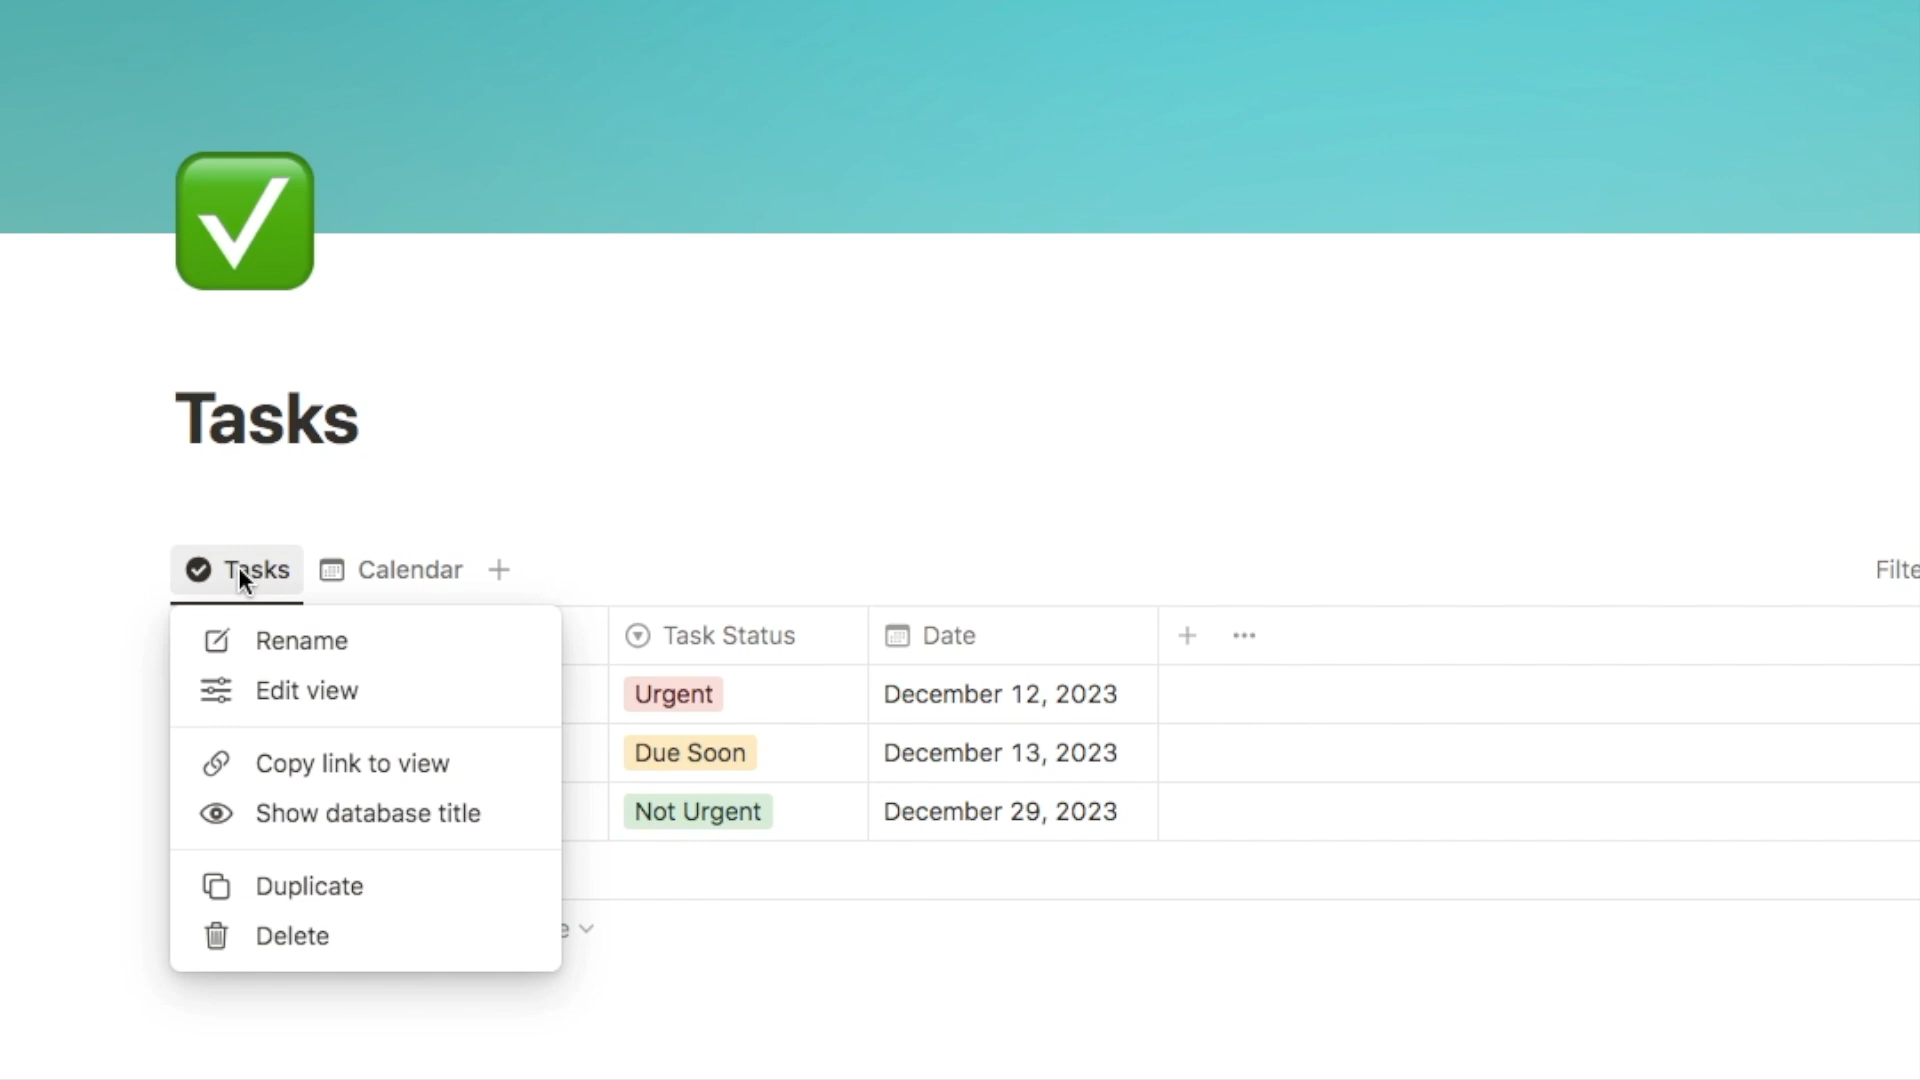 Tasks
Tasks Calendar Filte
Task Status Date
Urgent December 12, 2023
Due Soon December 13, 2023
Not Urgent December 29, 2023
e
Rename
Edit view
Copy link to view
Show database title
Duplicate
Delete